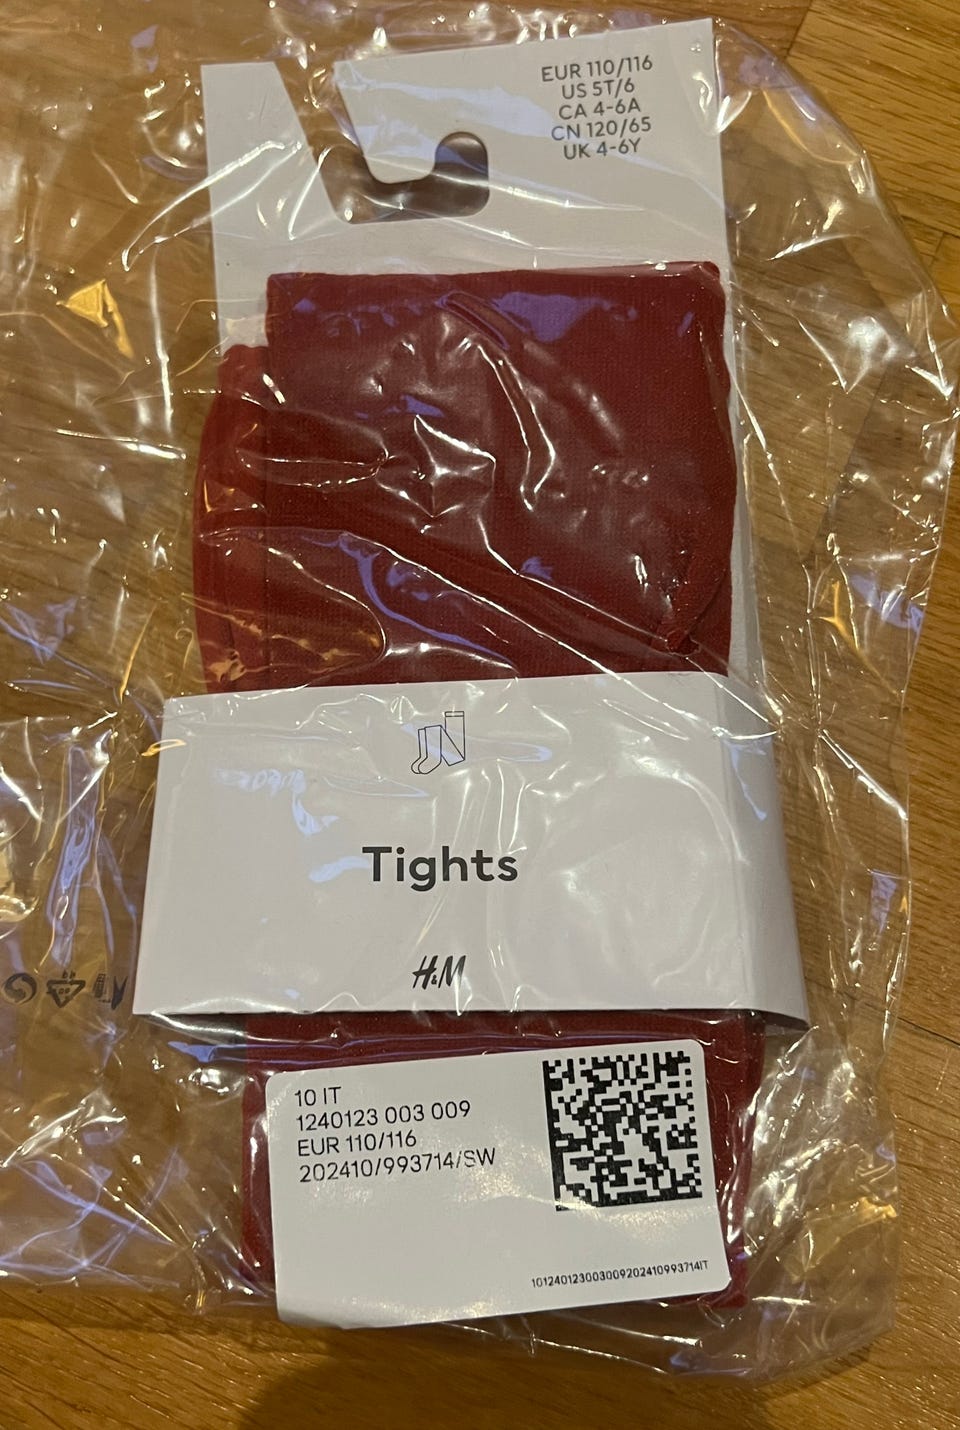 EUR 110/116
US 5T/6
CA 4-6A
CN 120/65
UK 4-6Y
Tights
H&M
10 IT
1240123 003 009
EUR 110/116
202410/993714/SW
10124012300300920241099371​4IT